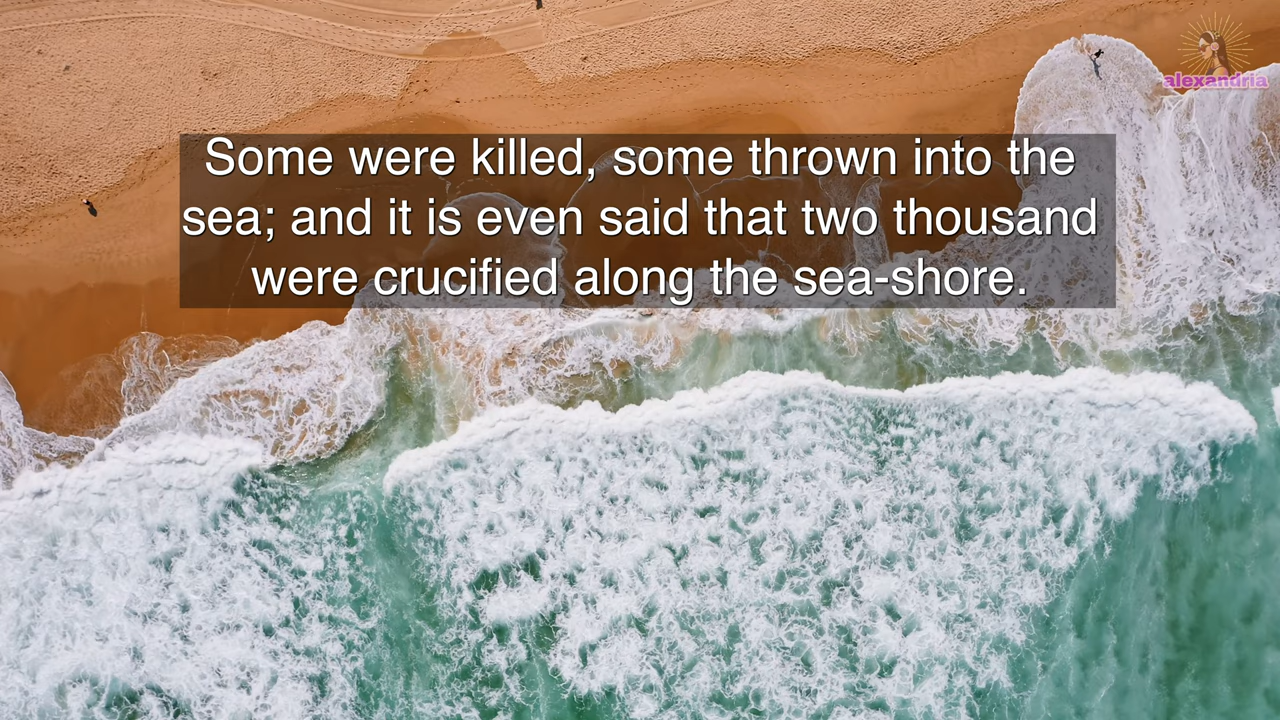 alexandria
Some were killed, some thrown into the
sea; and it is even said that two thousand
were crucified along the sea-shore.